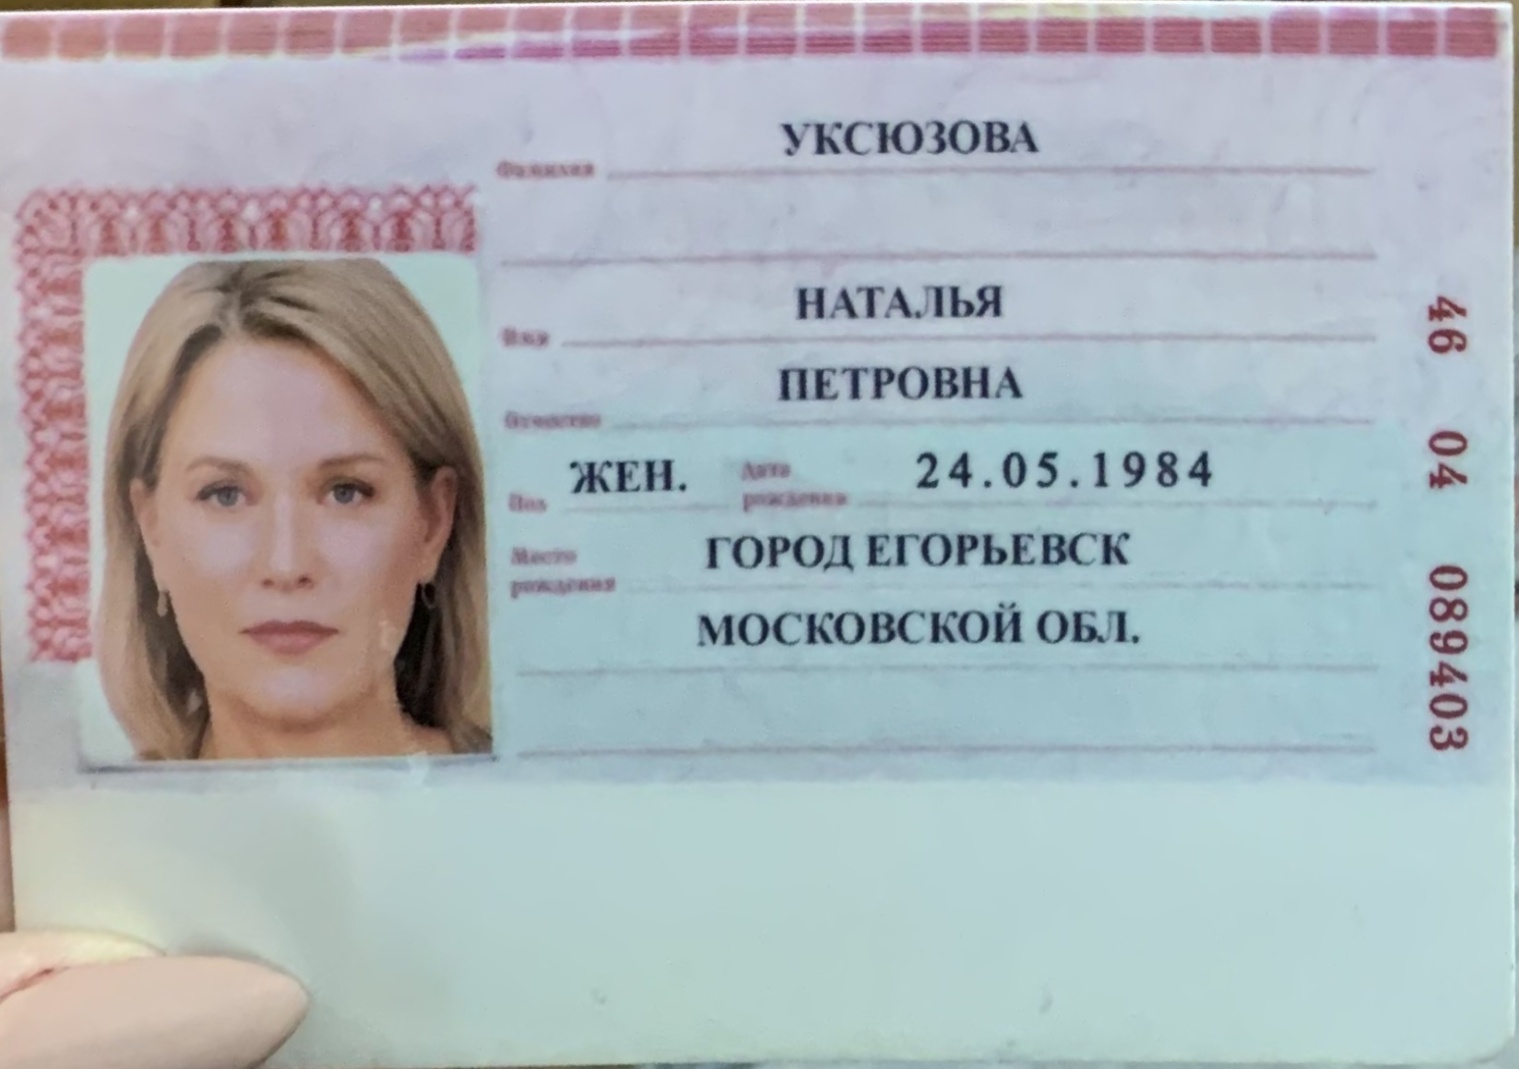 УКСЮЗОВА
Фамилия
НАТАЛЬЯ
Имя
ПЕТРОВНА
Отчество
Пол ЖЕН. Дата рождения 24.05.1984
Место рождения ГОРОД ЕГОРЬЕВСК
МОСКОВСКОЙ ОБЛ.
46 04 089403